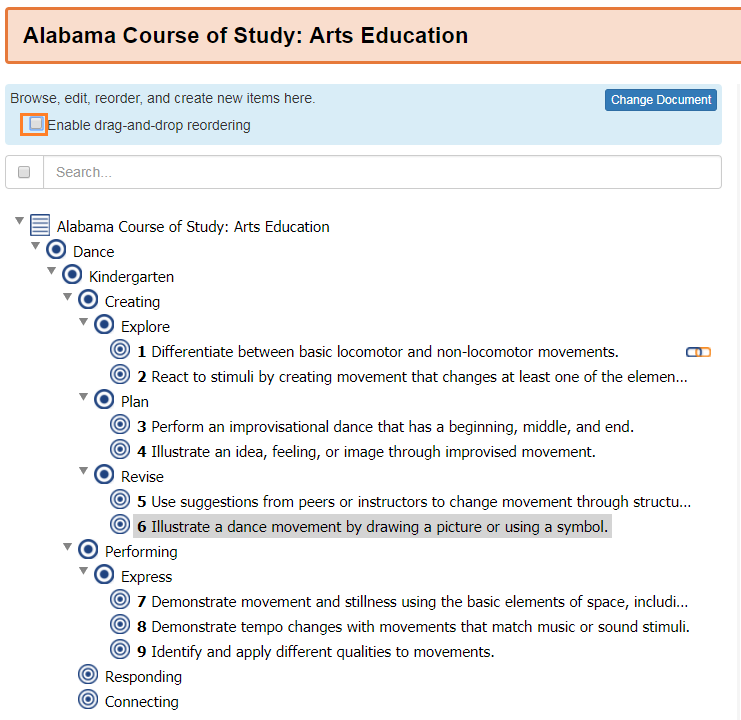 Alabama Course of Study: Arts Education
Browse, edit, reorder, and create new items here.
Change Document
Enable drag-and-drop reordering
Search...
Alabama Course of Study: Arts Education
Dance
Kindergarten
Creating
Explore
1 Differentiate between basic locomotor and non-locomotor movements.
2 React to stimuli by creating movement that changes at least one of the elemen...
Plan
3 Perform an improvisational dance that has a beginning, middle, and end.
4 Illustrate an idea, feeling, or image through improvised movement.
Revise
5 Use suggestions from peers or instructors to change movement through structu...
6 Illustrate a dance movement by drawing a picture or using a symbol.
Performing
Express
7 Demonstrate movement and stillness using the basic elements of space, includi...
8 Demonstrate tempo changes with movements that match music or sound stimuli.
9 Identify and apply different qualities to movements.
Responding
Connecting